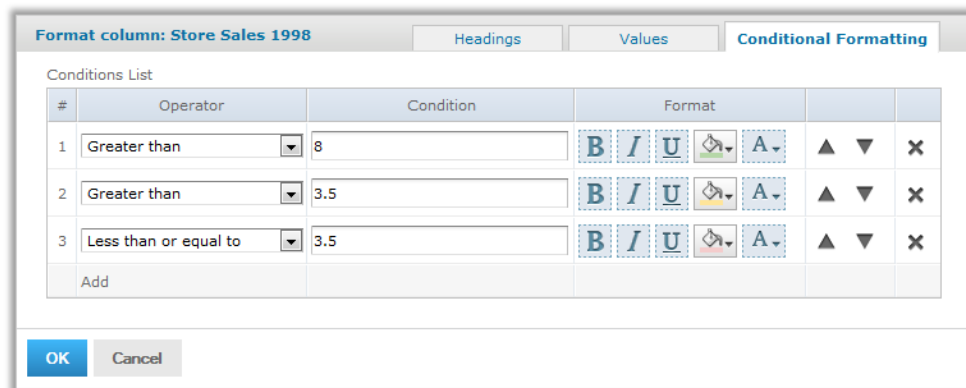 Format column: Store Sales 1998 Headings Values Conditional Formatting
Conditions List
# Operator Condition Format
1 Greater than 8 B I U A
2 Greater than 3.5 B I U A
3 Less than or equal to 3.5 B I U A
Add
OK Cancel